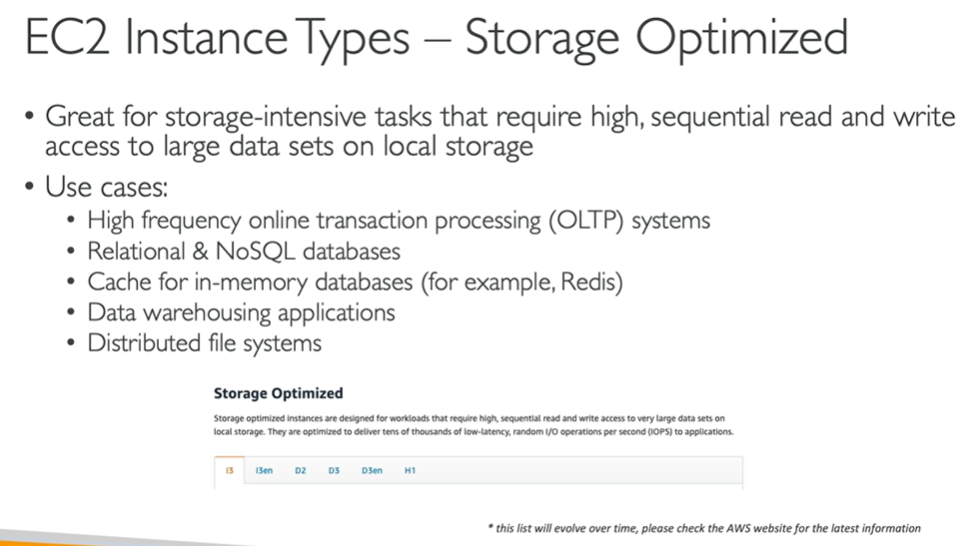 EC2 Instance Types – Storage Optimized
• Great for storage-intensive tasks that require high, sequential read and write
access to large data sets on local storage
• Use cases:
• High frequency online transaction processing (OLTP) systems
• Relational & NoSQL databases
• Cache for in-memory databases (for example, Redis)
• Data warehousing applications
• Distributed file systems
Storage Optimized
Storage optimized instances are designed for workloads that require high, sequential read and write access to very large data sets on
local storage. They are optimized to deliver tens of thousands of low-latency, random I/O operations per second (IOPS) to applications.
I3 I3en D2 D3 D3en H1
* this list will evolve over time, please check the AWS website for the latest information